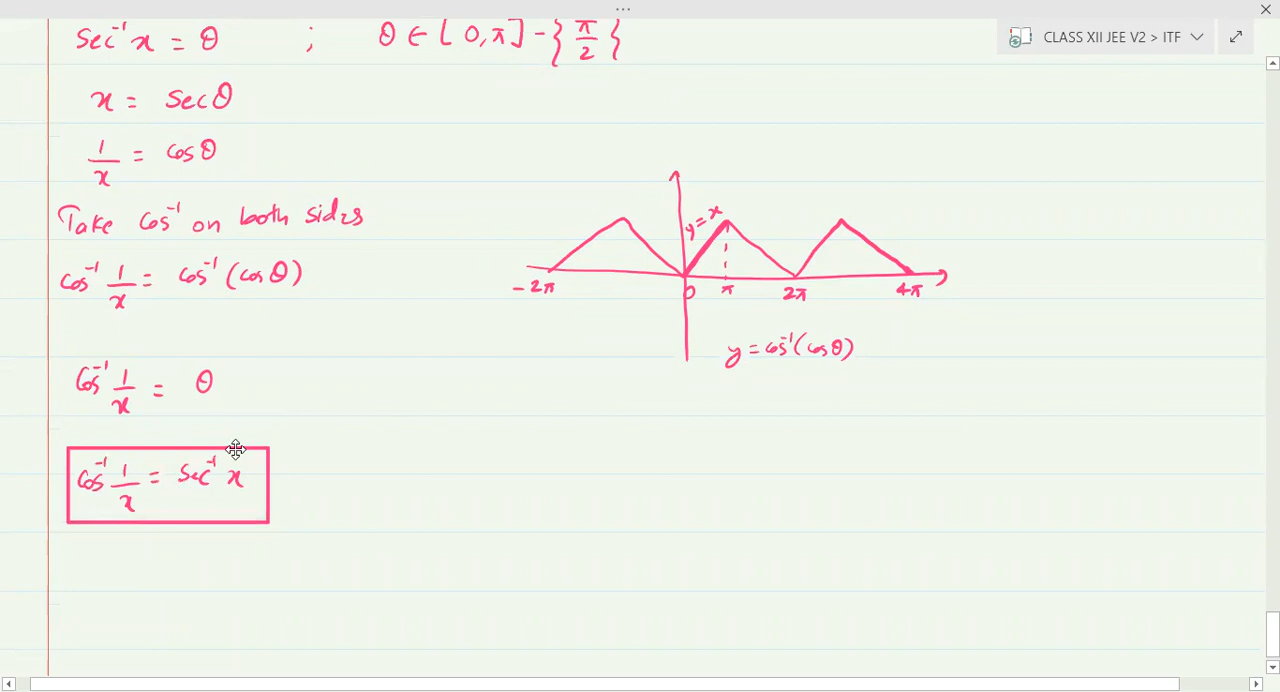 sec⁻¹ x = θ ; θ ∈ [0, π] - {π/2}
CLASS XII JEE V2 > ITF
x = secθ
1/x = cosθ
Take cos⁻¹ on both sides
cos⁻¹ 1/x = cos⁻¹(cosθ)
y = x
-2π 0 π 2π 4π
y = cos⁻¹(cosθ)
cos⁻¹ 1/x = θ
cos⁻¹ 1/x = sec⁻¹ x